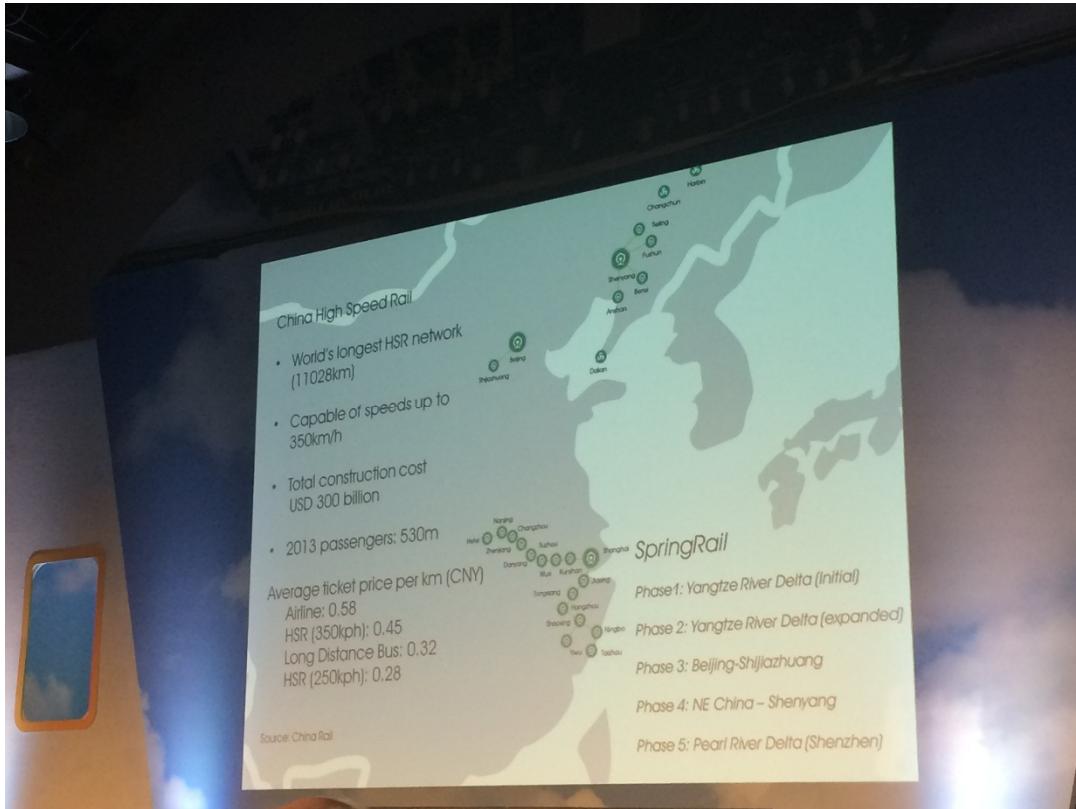 China High Speed Rail
• World's longest HSR network
(11028km)
• Capable of speeds up to
350km/h
• Total construction cost
USD 300 billion
• 2013 passengers: 530m
Average ticket price per km (CNY)
Airline: 0.58
HSR (350kph): 0.45
Long Distance Bus: 0.32
HSR (250kph): 0.28
Source: China Rail
Harbin
Changchun
Tieling
Fushun
Shenyang
Benxi
Anshan
Dalian
Beijing
Shijiazhuang
Nanjing
Changzhou
Hefei
Zhenjiang
Suzhou
Danyang
Wuxi
Kunshan
Shanghai
Jiaxing
Tongxiang
Hangzhou
Shaoxing
Ningbo
Yiwu
Taizhou
SpringRail
Phase1: Yangtze River Delta (Initial)
Phase 2: Yangtze River Delta (expanded)
Phase 3: Beijing-Shijiazhuang
Phase 4: NE China – Shenyang
Phase 5: Pearl River Delta (Shenzhen)